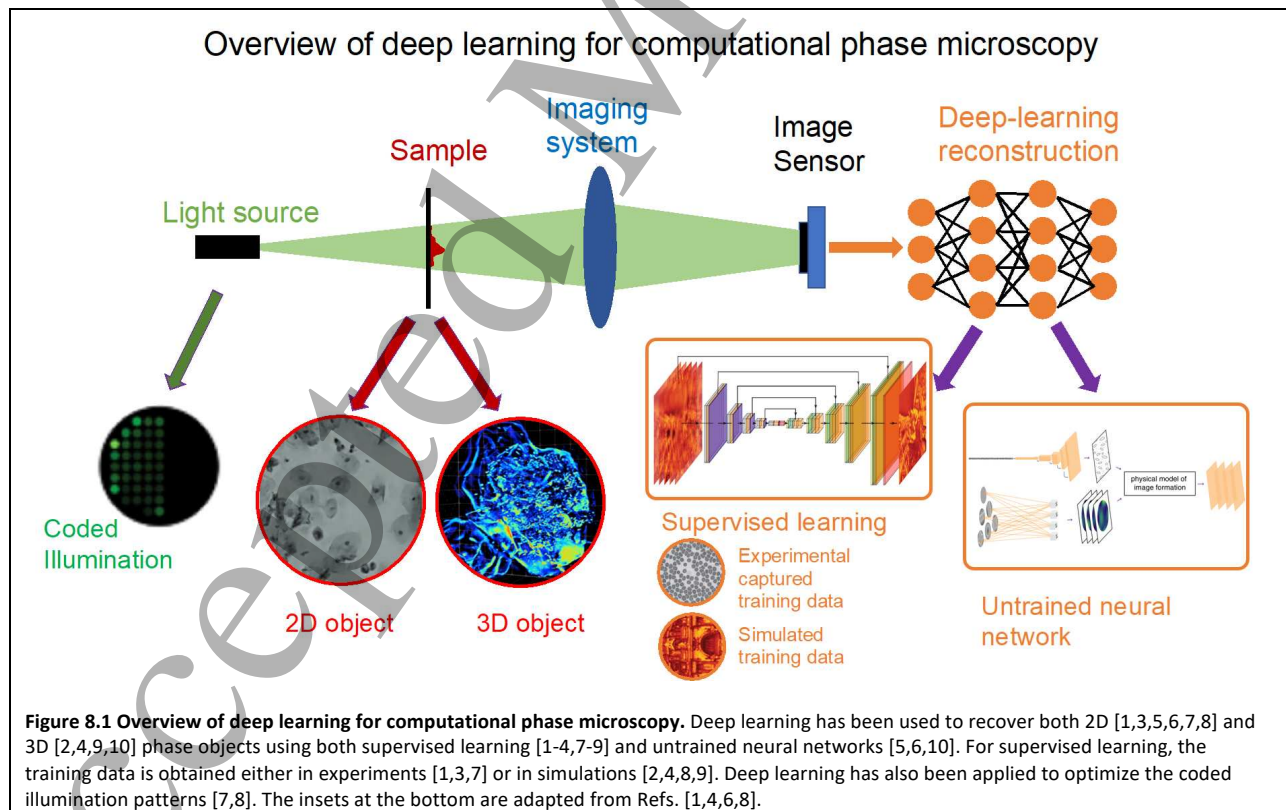 Overview of deep learning for computational phase microscopy
Light source
Sample
Imaging
system
Image
Sensor
Deep-learning
reconstruction
Coded
Illumination
2D object
3D object
Supervised learning
Experimental
captured
training data
Simulated
training data
physical model of
image formation
Untrained neural
network
Figure 8.1 Overview of deep learning for computational phase microscopy. Deep learning has been used to recover both 2D [1,3,5,6,7,8] and
3D [2,4,9,10] phase objects using both supervised learning [1-4,7-9] and untrained neural networks [5,6,10]. For supervised learning, the
training data is obtained either in experiments [1,3,7] or in simulations [2,4,8,9]. Deep learning has also been applied to optimize the coded
illumination patterns [7,8]. The insets at the bottom are adapted from Refs. [1,4,6,8].
ccepted M